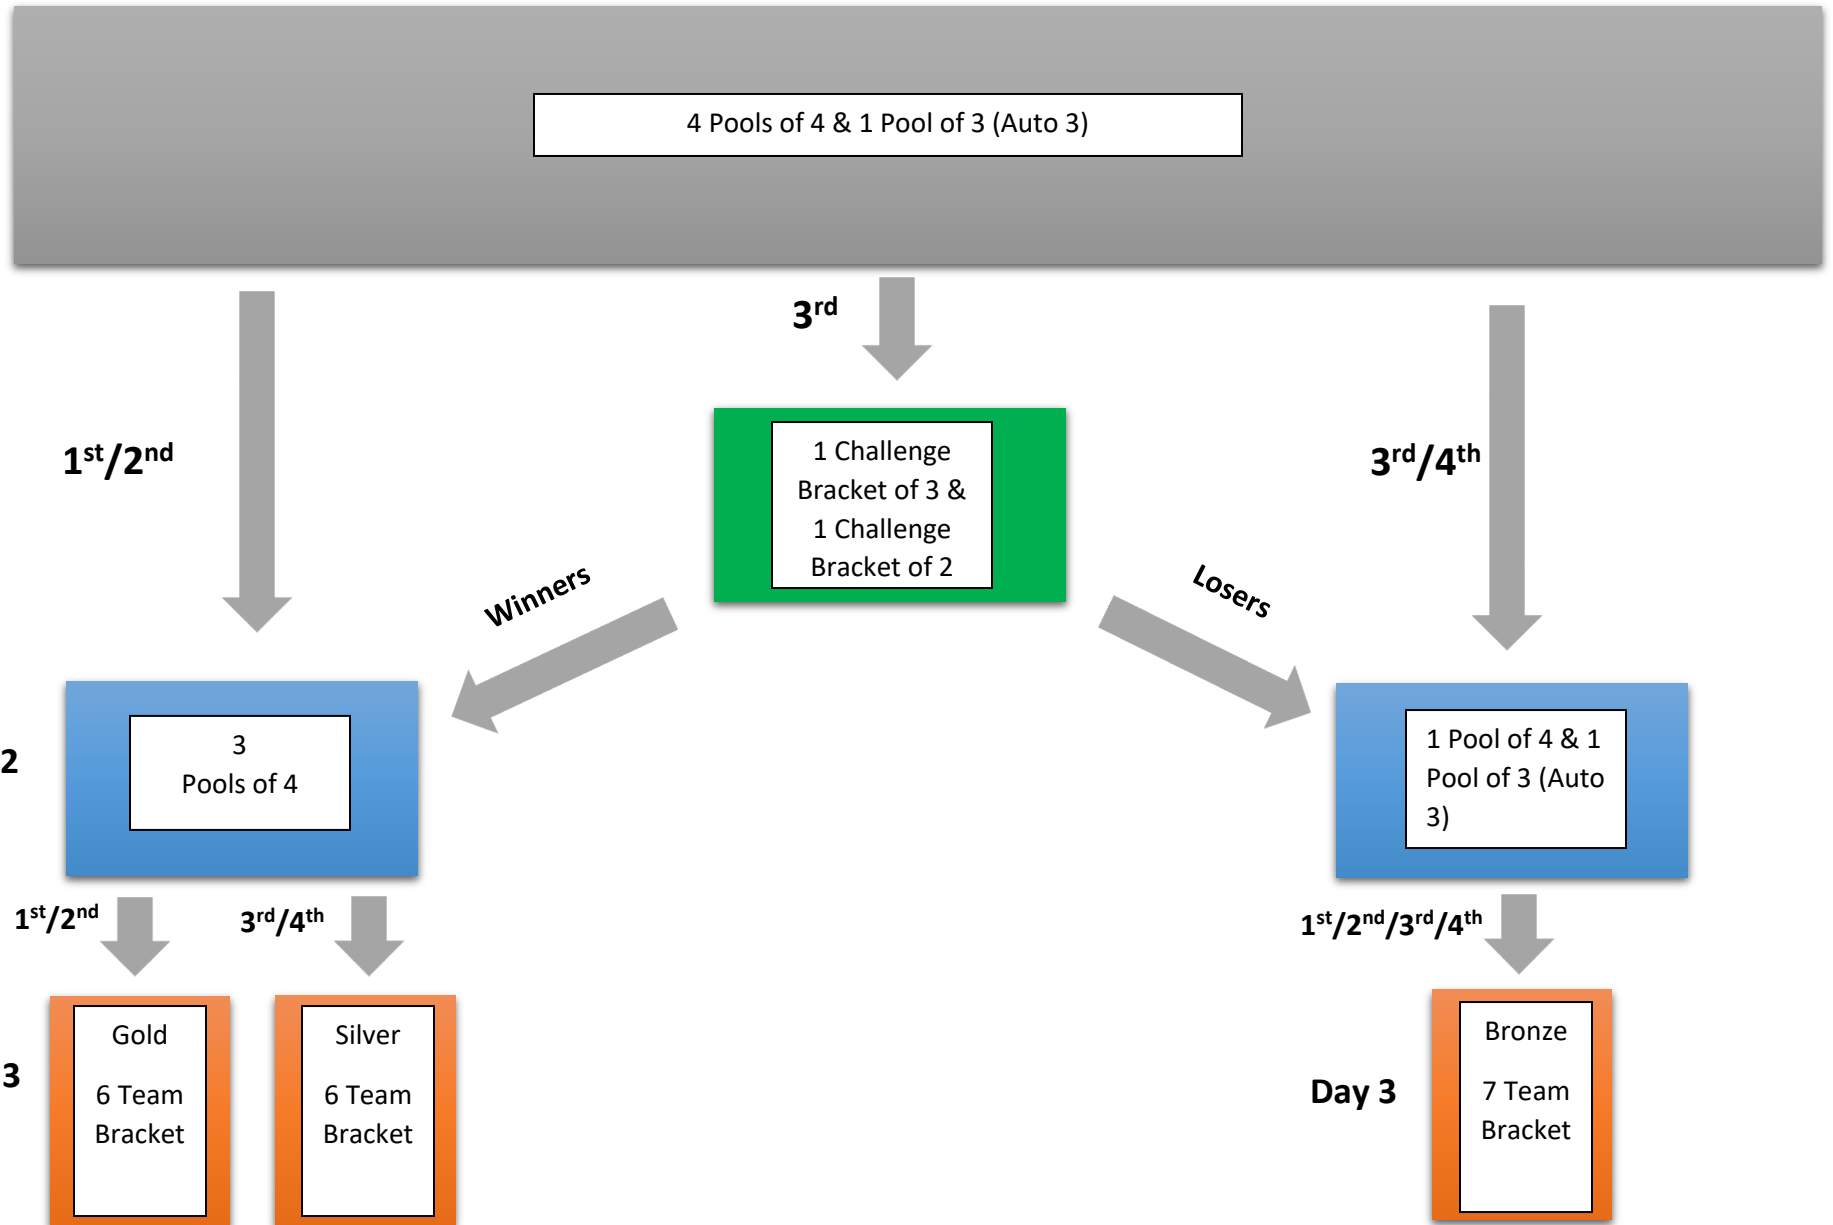 4 Pools of 4 & 1 Pool of 3 (Auto 3)
3rd
1st/2nd
3rd/4th
1 Challenge
Bracket of 3 &
1 Challenge
Bracket of 2
Winners
Losers
2
3
Pools of 4
1 Pool of 4 & 1
Pool of 3 (Auto
3)
1st/2nd
3rd/4th
1st/2nd/3rd/4th
3
Gold
6 Team
Bracket
Silver
6 Team
Bracket
Day 3
Bronze
7 Team
Bracket